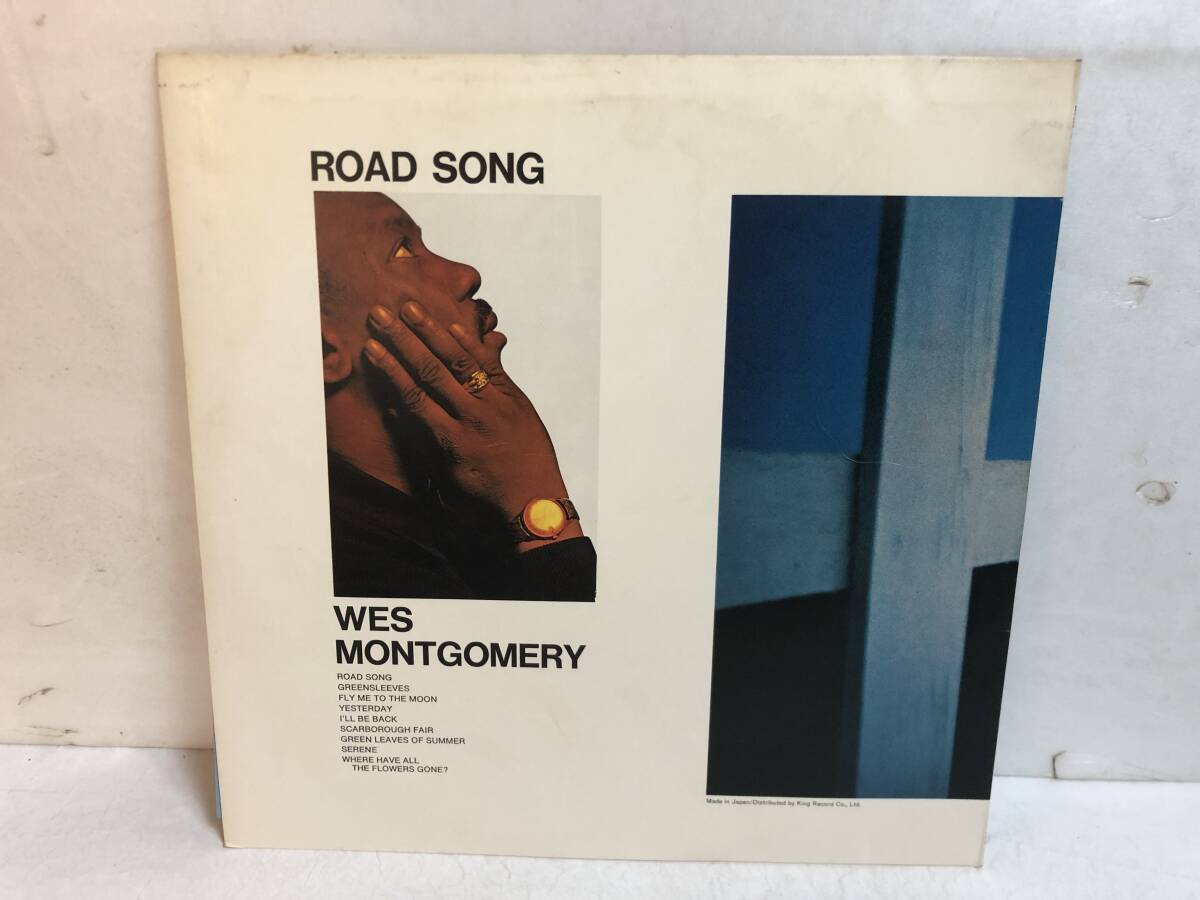 ROAD SONG
WES
MONTGOMERY
ROAD SONG
GREENSLEEVES
FLY ME TO THE MOON
YESTERDAY
I'LL BE BACK
SCARBOROUGH FAIR
GREEN LEAVES OF SUMMER
SERENE
WHERE HAVE ALL
THE FLOWERS GONE?
Made in Japan/Distributed by King Record Co., Ltd.